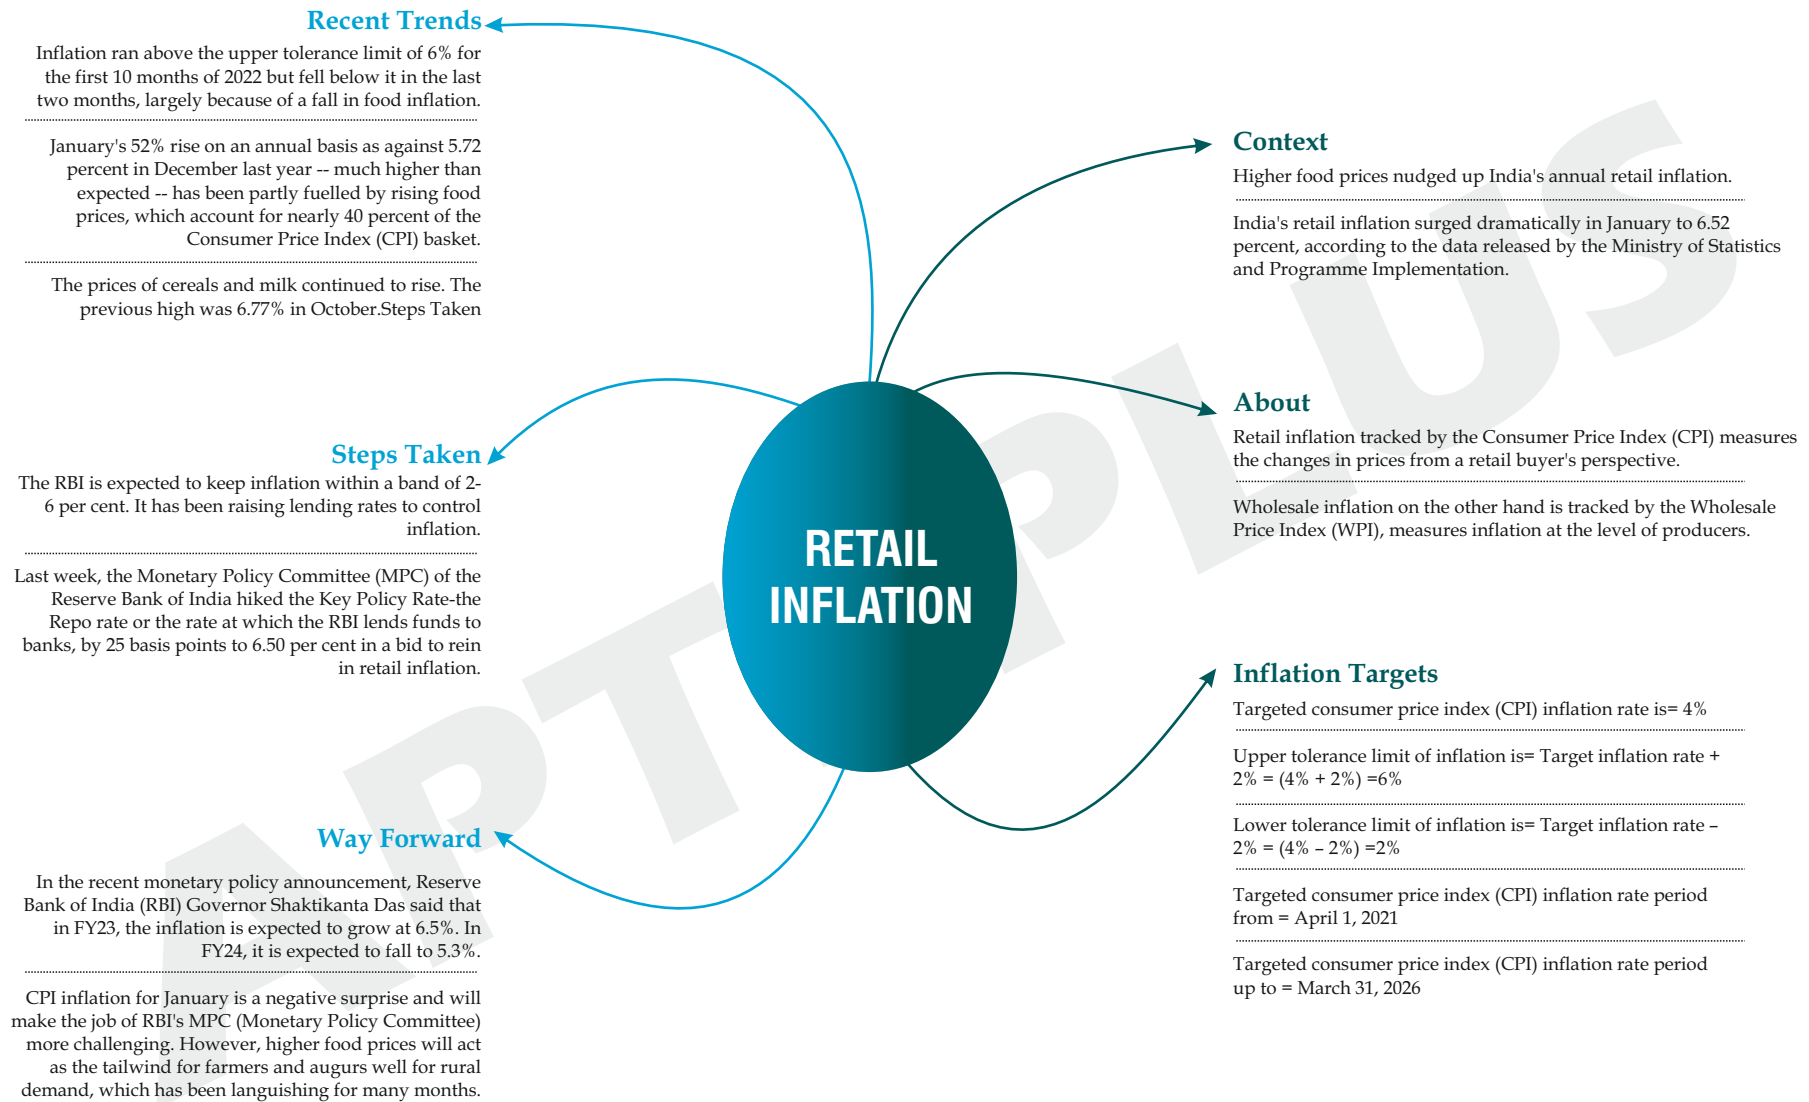 Recent Trends
Inflation ran above the upper tolerance limit of 6% for
the first 10 months of 2022 but fell below it in the last
two months, largely because of a fall in food inflation.
January's 52% rise on an annual basis as against 5.72
percent in December last year -- much higher than
expected -- has been partly fuelled by rising food
prices, which account for nearly 40 percent of the
Consumer Price Index (CPI) basket.
The prices of cereals and milk continued to rise. The
previous high was 6.77% in October.Steps Taken
Steps Taken
The RBI is expected to keep inflation within a band of 2-
6 per cent. It has been raising lending rates to control
inflation.
Last week, the Monetary Policy Committee (MPC) of the
Reserve Bank of India hiked the Key Policy Rate-the
Repo rate or the rate at which the RBI lends funds to
banks, by 25 basis points to 6.50 per cent in a bid to rein
in retail inflation.
Way Forward
In the recent monetary policy announcement, Reserve
Bank of India (RBI) Governor Shaktikanta Das said that
in FY23, the inflation is expected to grow at 6.5%. In
FY24, it is expected to fall to 5.3%.
CPI inflation for January is a negative surprise and will
make the job of RBI's MPC (Monetary Policy Committee)
more challenging. However, higher food prices will act
as the tailwind for farmers and augurs well for rural
demand, which has been languishing for many months.
RETAIL
INFLATION
Context
Higher food prices nudged up India's annual retail inflation.
India's retail inflation surged dramatically in January to 6.52
percent, according to the data released by the Ministry of Statistics
and Programme Implementation.
About
Retail inflation tracked by the Consumer Price Index (CPI) measures
the changes in prices from a retail buyer's perspective.
Wholesale inflation on the other hand is tracked by the Wholesale
Price Index (WPI), measures inflation at the level of producers.
Inflation Targets
Targeted consumer price index (CPI) inflation rate is= 4%
Upper tolerance limit of inflation is= Target inflation rate +
2% = (4% + 2%) =6%
Lower tolerance limit of inflation is= Target inflation rate –
2% = (4% – 2%) =2%
Targeted consumer price index (CPI) inflation rate period
from = April 1, 2021
Targeted consumer price index (CPI) inflation rate period
up to = March 31, 2026
APT PLUS